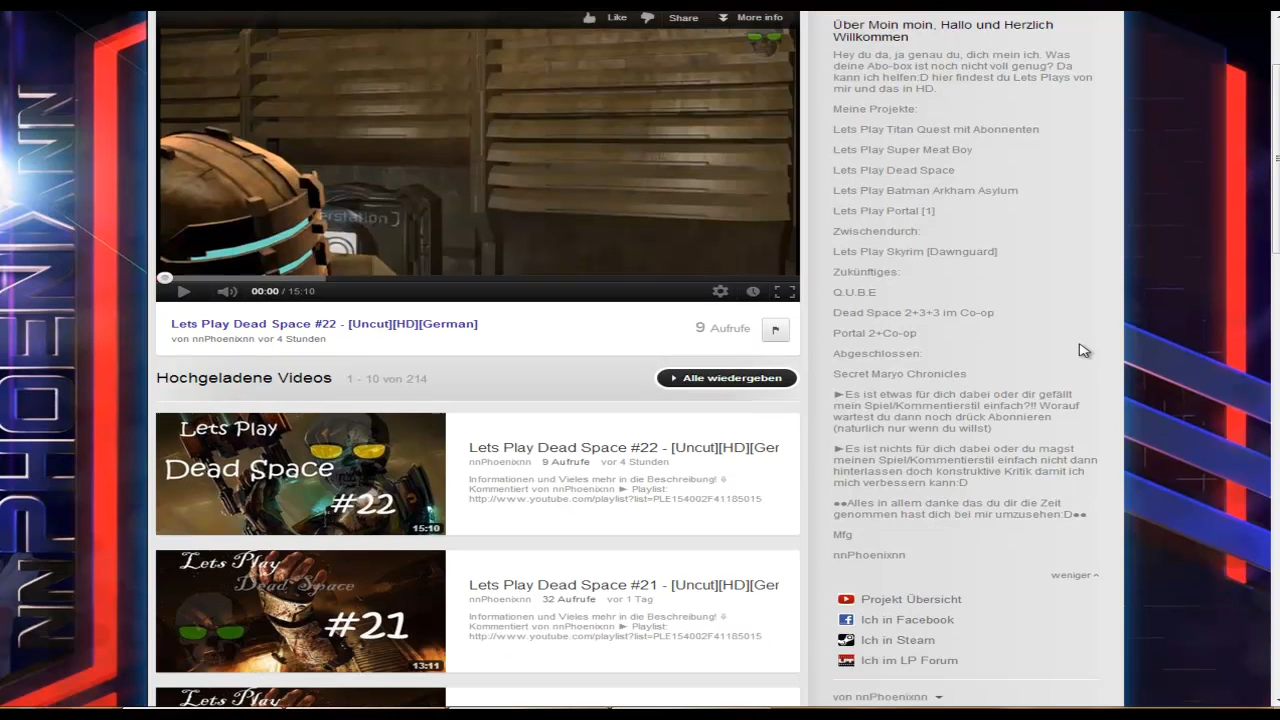 Like Share More info
erstation
00:00 / 15:10
Lets Play Dead Space #22 - [Uncut][HD][German]
von nnPhoenixnn vor 4 Stunden
9 Aufrufe
Hochgeladene Videos 1 - 10 von 214
Alle wiedergeben
Lets Play
Dead Space
#22
15:10
Lets Play Dead Space #22 - [Uncut][HD][Ger
nnPhoenixnn 9 Aufrufe vor 4 Stunden
Informationen und Vieles mehr in die Beschreibung! ⇩
Kommentiert von nnPhoenixnn ► Playlist:
http://www.youtube.com/playlist?list=PLE154002F41185015
Lets Play
Dead Space
#21
13:11
Lets Play Dead Space #21 - [Uncut][HD][Ger
nnPhoenixnn 32 Aufrufe vor 1 Tag
Informationen und Vieles mehr in die Beschreibung! ⇩
Kommentiert von nnPhoenixnn ► Playlist:
http://www.youtube.com/playlist?list=PLE154002F41185015
Lets Play
Über Moin moin, Hallo und Herzlich
Willkommen
Hey du da, ja genau du, dich mein ich. Was
deine Abo-box ist noch nicht voll genug? Da
kann ich helfen:D hier findest du Lets Plays von
mir und das in HD.
Meine Projekte:
Lets Play Titan Quest mit Abonnenten
Lets Play Super Meat Boy
Lets Play Dead Space
Lets Play Batman Arkham Asylum
Lets Play Portal [1]
Zwischendurch:
Lets Play Skyrim [Dawnguard]
Zukünftiges:
Q.U.B.E
Dead Space 2+3+3 im Co-op
Portal 2+Co-op
Abgeschlossen:
Secret Maryo Chronicles
►Es ist etwas für dich dabei oder dir gefällt
mein Spiel/Kommentierstil einfach?!! Worauf
wartest du dann noch drück Abonnieren
(naturlich nur wenn du willst)
►Es ist nichts für dich dabei oder du magst
meinen Spiel/Kommentierstil einfach nicht dann
hinterlassen doch konstruktive Kritik damit ich
mich verbessern kann:D
●●Alles in allem danke das du dir die Zeit
genommen hast dich bei mir umzusehen:D●●
Mfg
nnPhoenixnn
weniger
Projekt Übersicht
Ich in Facebook
Ich in Steam
Ich im LP Forum
von nnPhoenixnn